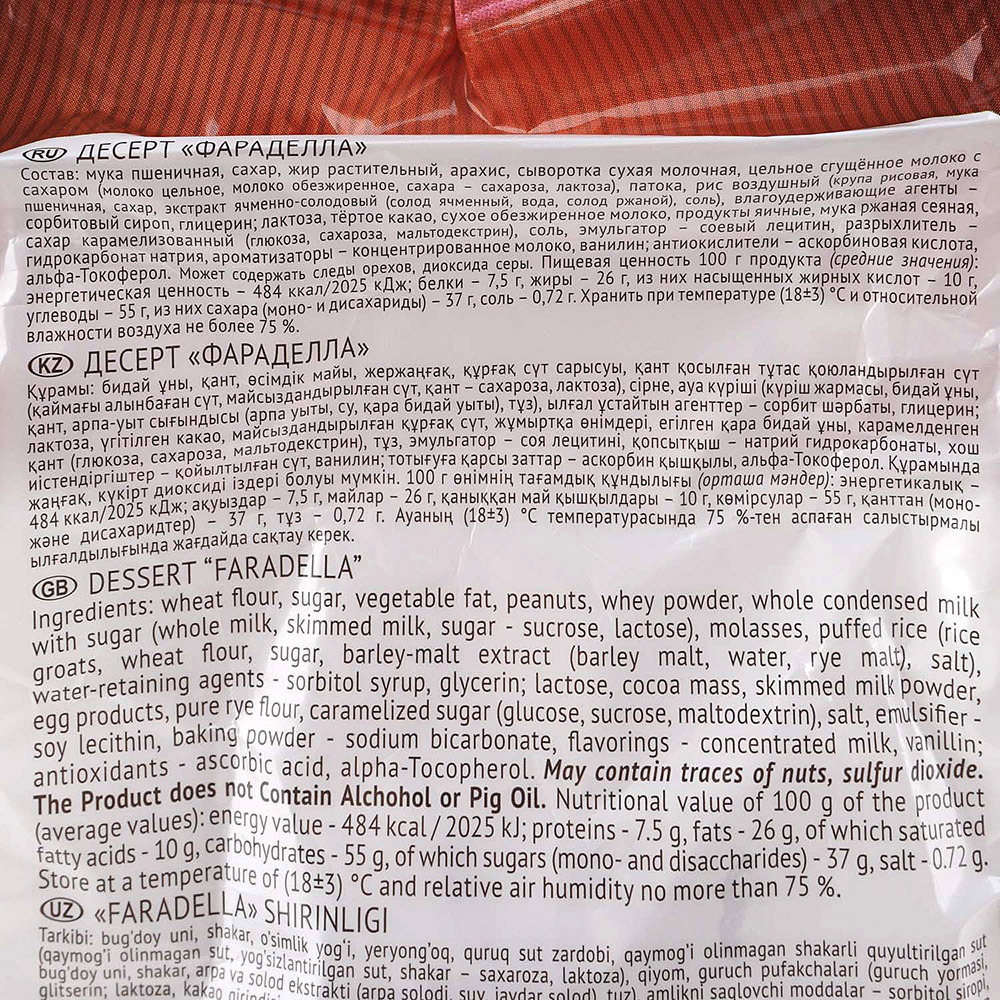 RU ДЕСЕРТ «ФАРАДЕЛЛА»
Состав: мука пшеничная, сахар, жир растительный, арахис, сыворотка сухая молочная, цельное сгущённое молоко с
сахаром (молоко цельное, молоко обезжиренное, сахара – сахароза, лактоза), патока, рис воздушный (крупа рисовая, мука
пшеничная, сахар, экстракт ячменно-солодовый (солод ячменный, вода, солод ржаной), соль), влагоудерживающие агенты –
сорбитовый сироп, глицерин; лактоза, тёртое какао, сухое обезжиренное молоко, продукты яичные, мука ржаная сеяная,
сахар карамелизованный (глюкоза, сахароза, мальтодекстрин), соль, эмульгатор – соевый лецитин, разрыхлитель –
гидрокарбонат натрия, ароматизаторы – концентрированное молоко, ванилин; антиокислители – аскорбиновая кислота,
альфа-Токоферол. Может содержать следы орехов, диоксида серы. Пищевая ценность 100 г продукта (средние значения):
энергетическая ценность – 484 ккал/2025 кДж; белки – 7,5 г, жиры – 26 г, из них насыщенных жирных кислот – 10 г,
углеводы – 55 г, из них сахара (моно- и дисахариды) – 37 г, соль – 0,72 г. Хранить при температуре (18±3) °C и относительной
влажности воздуха не более 75 %.
KZ ДЕСЕРТ «ФАРАДЕЛЛА»
Құрамы: бидай ұны, қант, өсімдік майы, жержаңғақ, құрғақ сүт сарысуы, қант қосылған тұтас қоюландырылған сүт
(қаймағы алынбаған сүт, майсыздандырылған сүт, қант – сахароза, лактоза), сірне, ауа күріші (күріш жармасы, бидай ұны,
қант, арпа-уыт сығындысы (арпа уыты, су, қара бидай уыты), тұз), ылғал ұстайтын агенттер – сорбит шәрбаты, глицерин;
лактоза, үгітілген какао, майсыздандырылған құрғақ сүт, жұмыртқа өнімдері, егілген қара бидай ұны, карамелденген
қант (глюкоза, сахароза, мальтодекстрин), тұз, эмульгатор – соя лецитині, қопсытқыш – натрий гидрокарбонаты, хош
иістендіргіштер – қойылтылған сүт, ванилин; тотығуға қарсы заттар – аскорбин қышқылы, альфа-Токоферол. Құрамында
жаңғақ, күкірт диоксиді іздері болуы мүмкін. 100 г өнімнің тағамдық құндылығы (орташа мәндер): энергетикалық –
484 ккал/2025 кДж; ақуыздар – 7,5 г, майлар – 26 г, қаныққан май қышқылдары – 10 г, көмірсулар – 55 г, қанттан (моно-
және дисахаридтер) – 37 г, тұз – 0,72 г. Ауаның (18±3) °C температурасында 75 %-тен аспаған салыстырмалы
ылғалдылығында жағдайда сақтау керек.
GB DESSERT “FARADELLA”
Ingredients: wheat flour, sugar, vegetable fat, peanuts, whey powder, whole condensed milk
with sugar (whole milk, skimmed milk, sugar - sucrose, lactose), molasses, puffed rice (rice
groats, wheat flour, sugar, barley-malt extract (barley malt, water, rye malt), salt),
water-retaining agents - sorbitol syrup, glycerin; lactose, cocoa mass, skimmed milk powder,
egg products, pure rye flour, caramelized sugar (glucose, sucrose, maltodextrin), salt, emulsifier -
soy lecithin, baking powder - sodium bicarbonate, flavorings - concentrated milk, vanillin;
antioxidants - ascorbic acid, alpha-Tocopherol. May contain traces of nuts, sulfur dioxide.
The Product does not Contain Alchohol or Pig Oil. Nutritional value of 100 g of the product
(average values): energy value - 484 kcal / 2025 kJ; proteins - 7.5 g, fats - 26 g, of which saturated
fatty acids - 10 g, carbohydrates - 55 g, of which sugars (mono- and disaccharides) - 37 g, salt - 0.72 g.
Store at a temperature of (18±3) °C and relative air humidity no more than 75 %.
UZ «FARADELLA» SHIRINLIGI
Tarkibi: bug'doy uni, shakar, o'simlik yog'i, yeryong'oq, quruq sut zardobi, qaymog'i olinmagan shakarli quyultirilgan sut
(qaymog'i olinmagan sut, yog'sizlantirilgan sut, shakar – saxaroza, laktoza), qiyom, guruch pufakchalari (guruch yormasi,
bug'doy uni, shakar, arpa va solod ekstrakti (arpa solodi, suv, javdar solod), tuz), amlikni saqlovchi moddalar – sorbitol siropi,
glitserin; laktoza, kakao